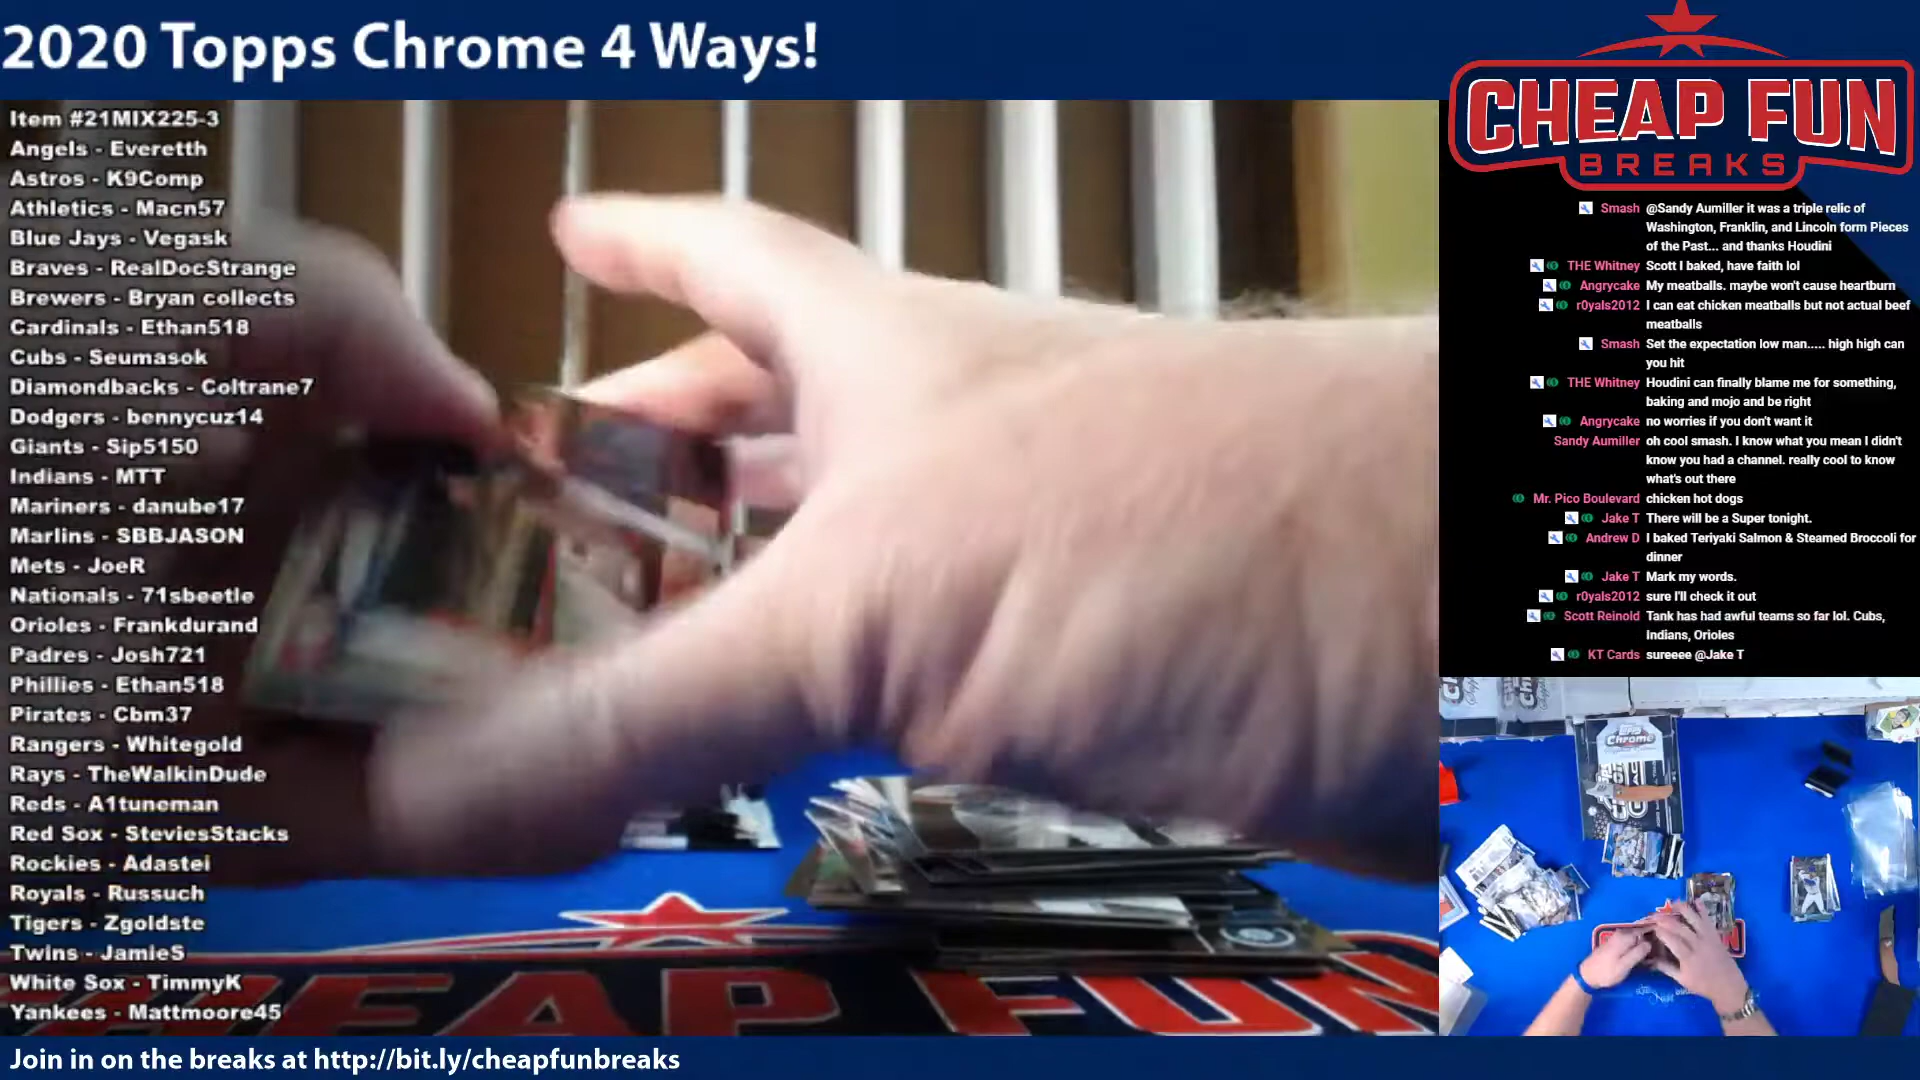 2020 Topps Chrome 4 Ways!
Item #21MIX225-3
Angels - Everetth
Astros - K9Comp
Athletics - Macn57
Blue Jays - Vegask
Braves - RealDocStrange
Brewers - Bryan collects
Cardinals - Ethan518
Cubs - Seumasok
Diamondbacks - Coltrane7
Dodgers - bennycuz14
Giants - Sip5150
Indians - MTT
Mariners - danube17
Marlins - SBBJASON
Mets - JoeR
Nationals - 71sbeetle
Orioles - Frankdurand
Padres - Josh721
Phillies - Ethan518
Pirates - Cbm37
Rangers - Whitegold
Rays - TheWalkinDude
Reds - A1tuneman
Red Sox - SteviesStacks
Rockies - Adastei
Royals - Russuch
Tigers - Zgoldste
Twins - JamieS
White Sox - TimmyK
Yankees - Mattmoore45
Join in on the breaks at http://bit.ly/cheapfunbreaks
CHEAP FUN
BREAKS
Smash @Sandy Aumiller it was a triple relic of
Washington, Franklin, and Lincoln form Pieces
of the Past... and thanks Houdini
THE Whitney Scott I baked, have faith lol
Angrycake My meatballs. maybe won't cause heartburn
r0yals2012 I can eat chicken meatballs but not actual beef
meatballs
Smash Set the expectation low man..... high high can
you hit
THE Whitney Houdini can finally blame me for something,
baking and mojo and be right
Angrycake no worries if you don't want it
Sandy Aumiller oh cool smash. I know what you mean I didn't
know you had a channel. really cool to know
what's out there
Mr. Pico Boulevard chicken hot dogs
Jake T There will be a Super tonight.
Andrew D I baked Teriyaki Salmon & Steamed Broccoli for
dinner
Jake T Mark my words.
r0yals2012 sure I'll check it out
Scott Reinold Tank has had awful teams so far lol. Cubs,
Indians, Orioles
KT Cards sureeee @Jake T
Chrome
HEAP FUN